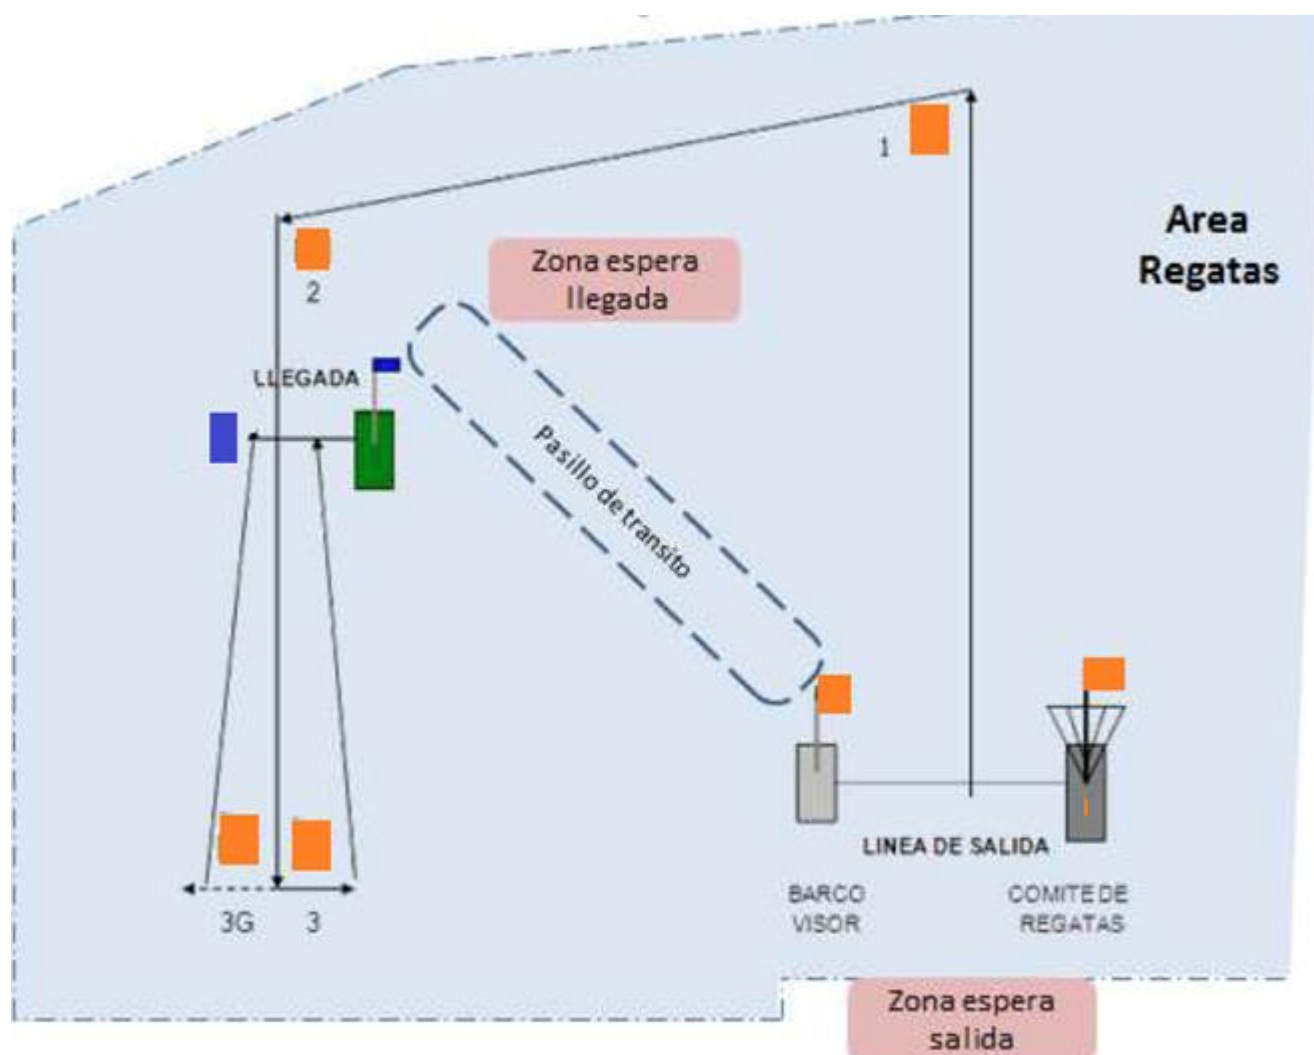 1
Area
Regatas
Zona espera
llegada
2
LLEGADA
Pasillo de transito
LINEA DE SALIDA
BARCO
VISOR
COMITE DE
REGATAS
3G
3
Zona espera
salida